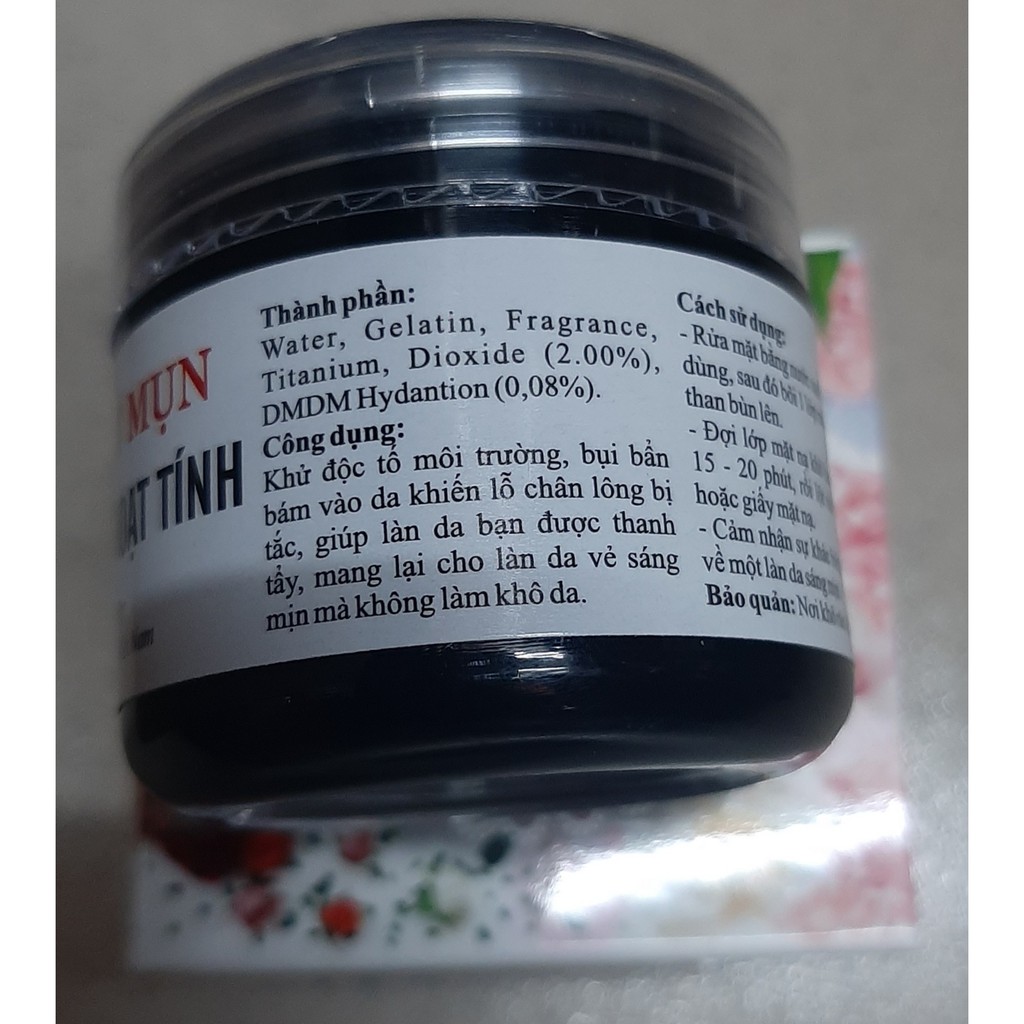 MỤN
ẠT TÍNH
Thành phần:
Water, Gelatin, Fragrance,
Titanium, Dioxide (2.00%),
DMDM Hydantion (0,08%).
Công dụng:
Khử độc tố môi trường, bụi bẩn
bám vào da khiến lỗ chân lông bị
tắc, giúp làn da bạn được thanh
tẩy, mang lại cho làn da vẻ sáng
mịn mà không làm khô da.
Cách sử dụng:
- Rửa mặt bằng
dùng, sau đó bôi 1
than bùn lên.
- Đợi lớp mặt nạ
15 - 20 phút, rồi
hoặc giấy mặt nạ.
- Cảm nhận sự
về một làn da sáng
Bảo quản: Nơi